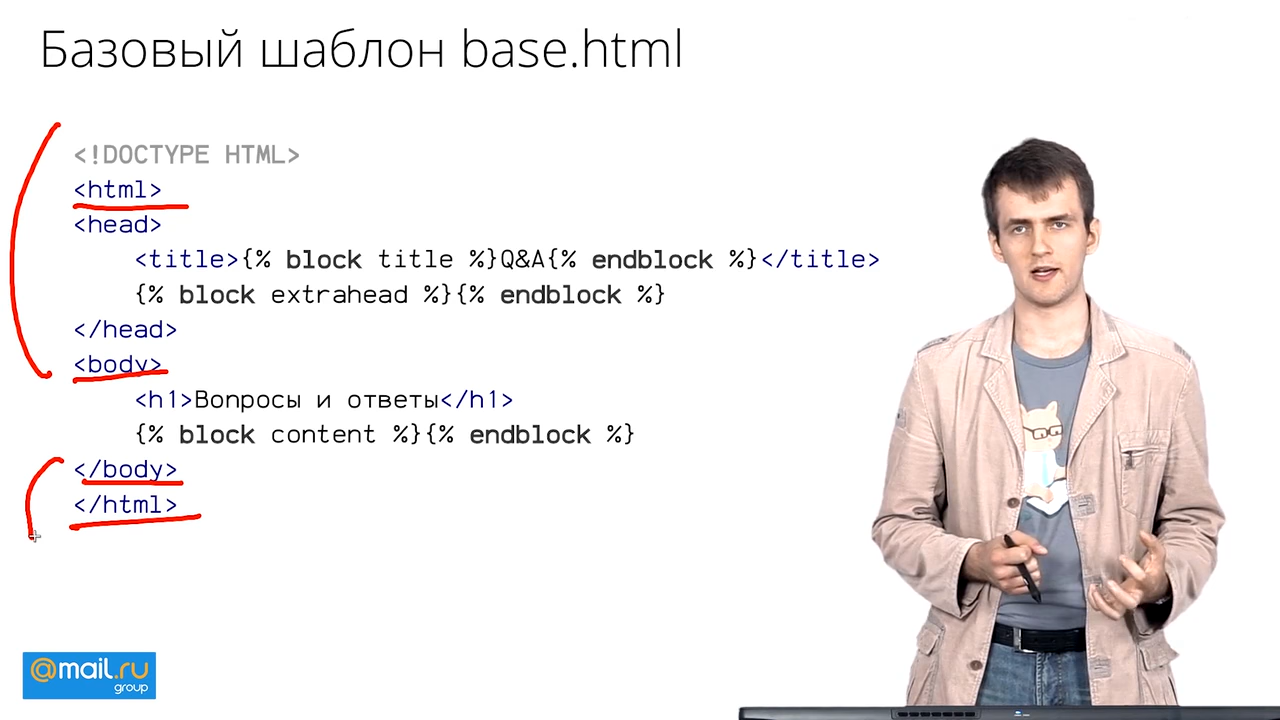 Базовый шаблон base.html
<!DOCTYPE HTML>
<html>
<head>
<title>{% block title %}Q&A{% endblock %}</title>
{% block extrahead %}{% endblock %}
</head>
<body>
<h1>Вопросы и ответы</h1>
{% block content %}{% endblock %}
</body>
</html>
@mail.ru
group